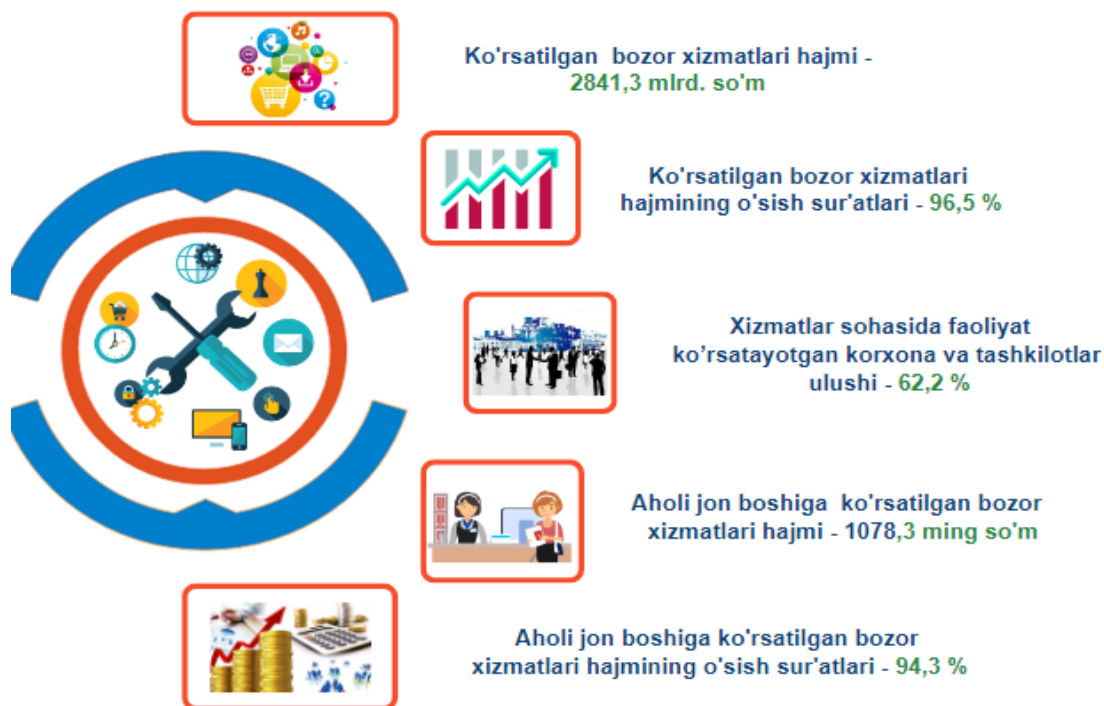 Ko'rsatilgan bozor xizmatlari hajmi -
2841,3 mlrd. so'm
Ko'rsatilgan bozor xizmatlari
hajmining o'sish sur'atlari - 96,5 %
Xizmatlar sohasida faoliyat
ko’rsatayotgan korxona va tashkilotlar
ulushi - 62,2 %
Aholi jon boshiga ko'rsatilgan bozor
xizmatlari hajmi - 1078,3 ming so'm
Aholi jon boshiga ko'rsatilgan bozor
xizmatlari hajmining o'sish sur'atlari - 94,3 %